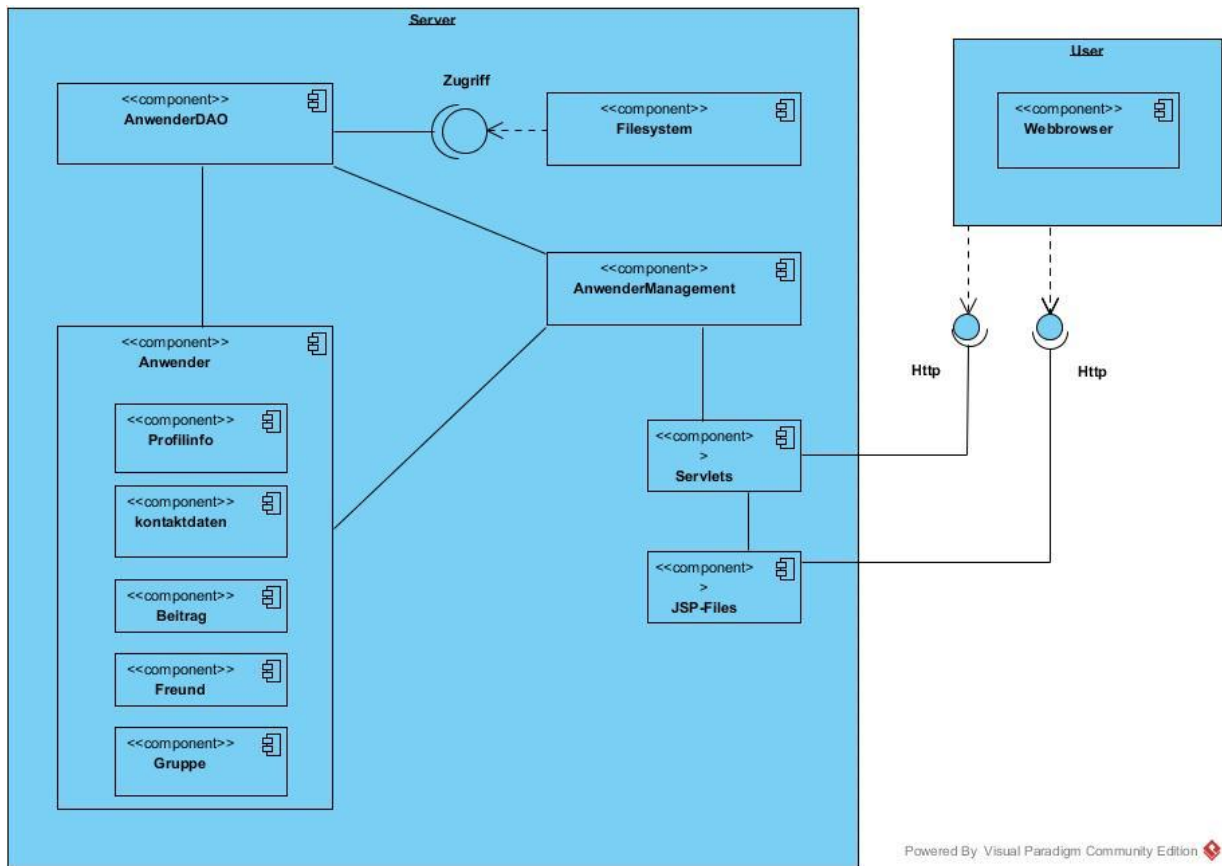 Server
User
Zugriff
<<component>>
AnwenderDAO
<<component>>
Filesystem
<<component>>
Webbrowser
<<component>>
AnwenderManagement
<<component>>
Anwender
<<component>>
Profilinfo
<<component>>
kontaktdaten
<<component>>
Beitrag
<<component>>
Freund
<<component>>
Gruppe
<<component>
>
Servlets
<<component>
>
JSP-Files
Http
Http
Powered By Visual Paradigm Community Edition